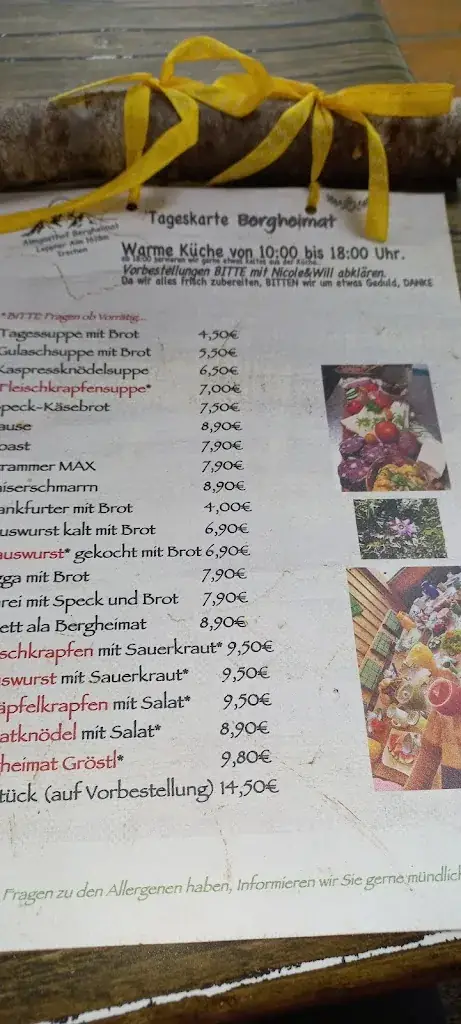 Tageskarte Bergheimat
Almgasthof Bergheimat
Warme Küche von 10:00 bis 18:00 Uhr.
Vorbestellungen BITTE mit Nicole&Will abklären.
Da wir alles frisch zubereiten, BITTEN wir um etwas Geduld, DANKE
*BITTE Fragen ob Vorrätig...
Tagessuppe mit Brot 4,50€
Gulaschsuppe mit Brot 5,50€
Kaspressknödelsuppe 6,50€
Fleischkrapfensuppe* 7,00€
peck-Käsebrot 7,50€
ause 8,90€
oast 7,90€
rammer MAX 7,90€
aiserschmarrn 8,90€
ankfurter mit Brot 4,00€
uswurst kalt mit Brot 6,90€
auswurst* gekocht mit Brot 6,90€
gga mit Brot 7,90€
rei mit Speck und Brot 7,90€
ett ala Bergheimat 8,90€
schkrapfen mit Sauerkraut* 9,50€
swurst mit Sauerkraut* 9,50€
äpfelkrapfen mit Salat* 9,50€
atknödel mit Salat* 8,90€
heimat Gröstl* 9,80€
tück (auf Vorbestellung) 14,50€
Fragen zu den Allergenen haben, Informieren wir Sie gerne mündlich